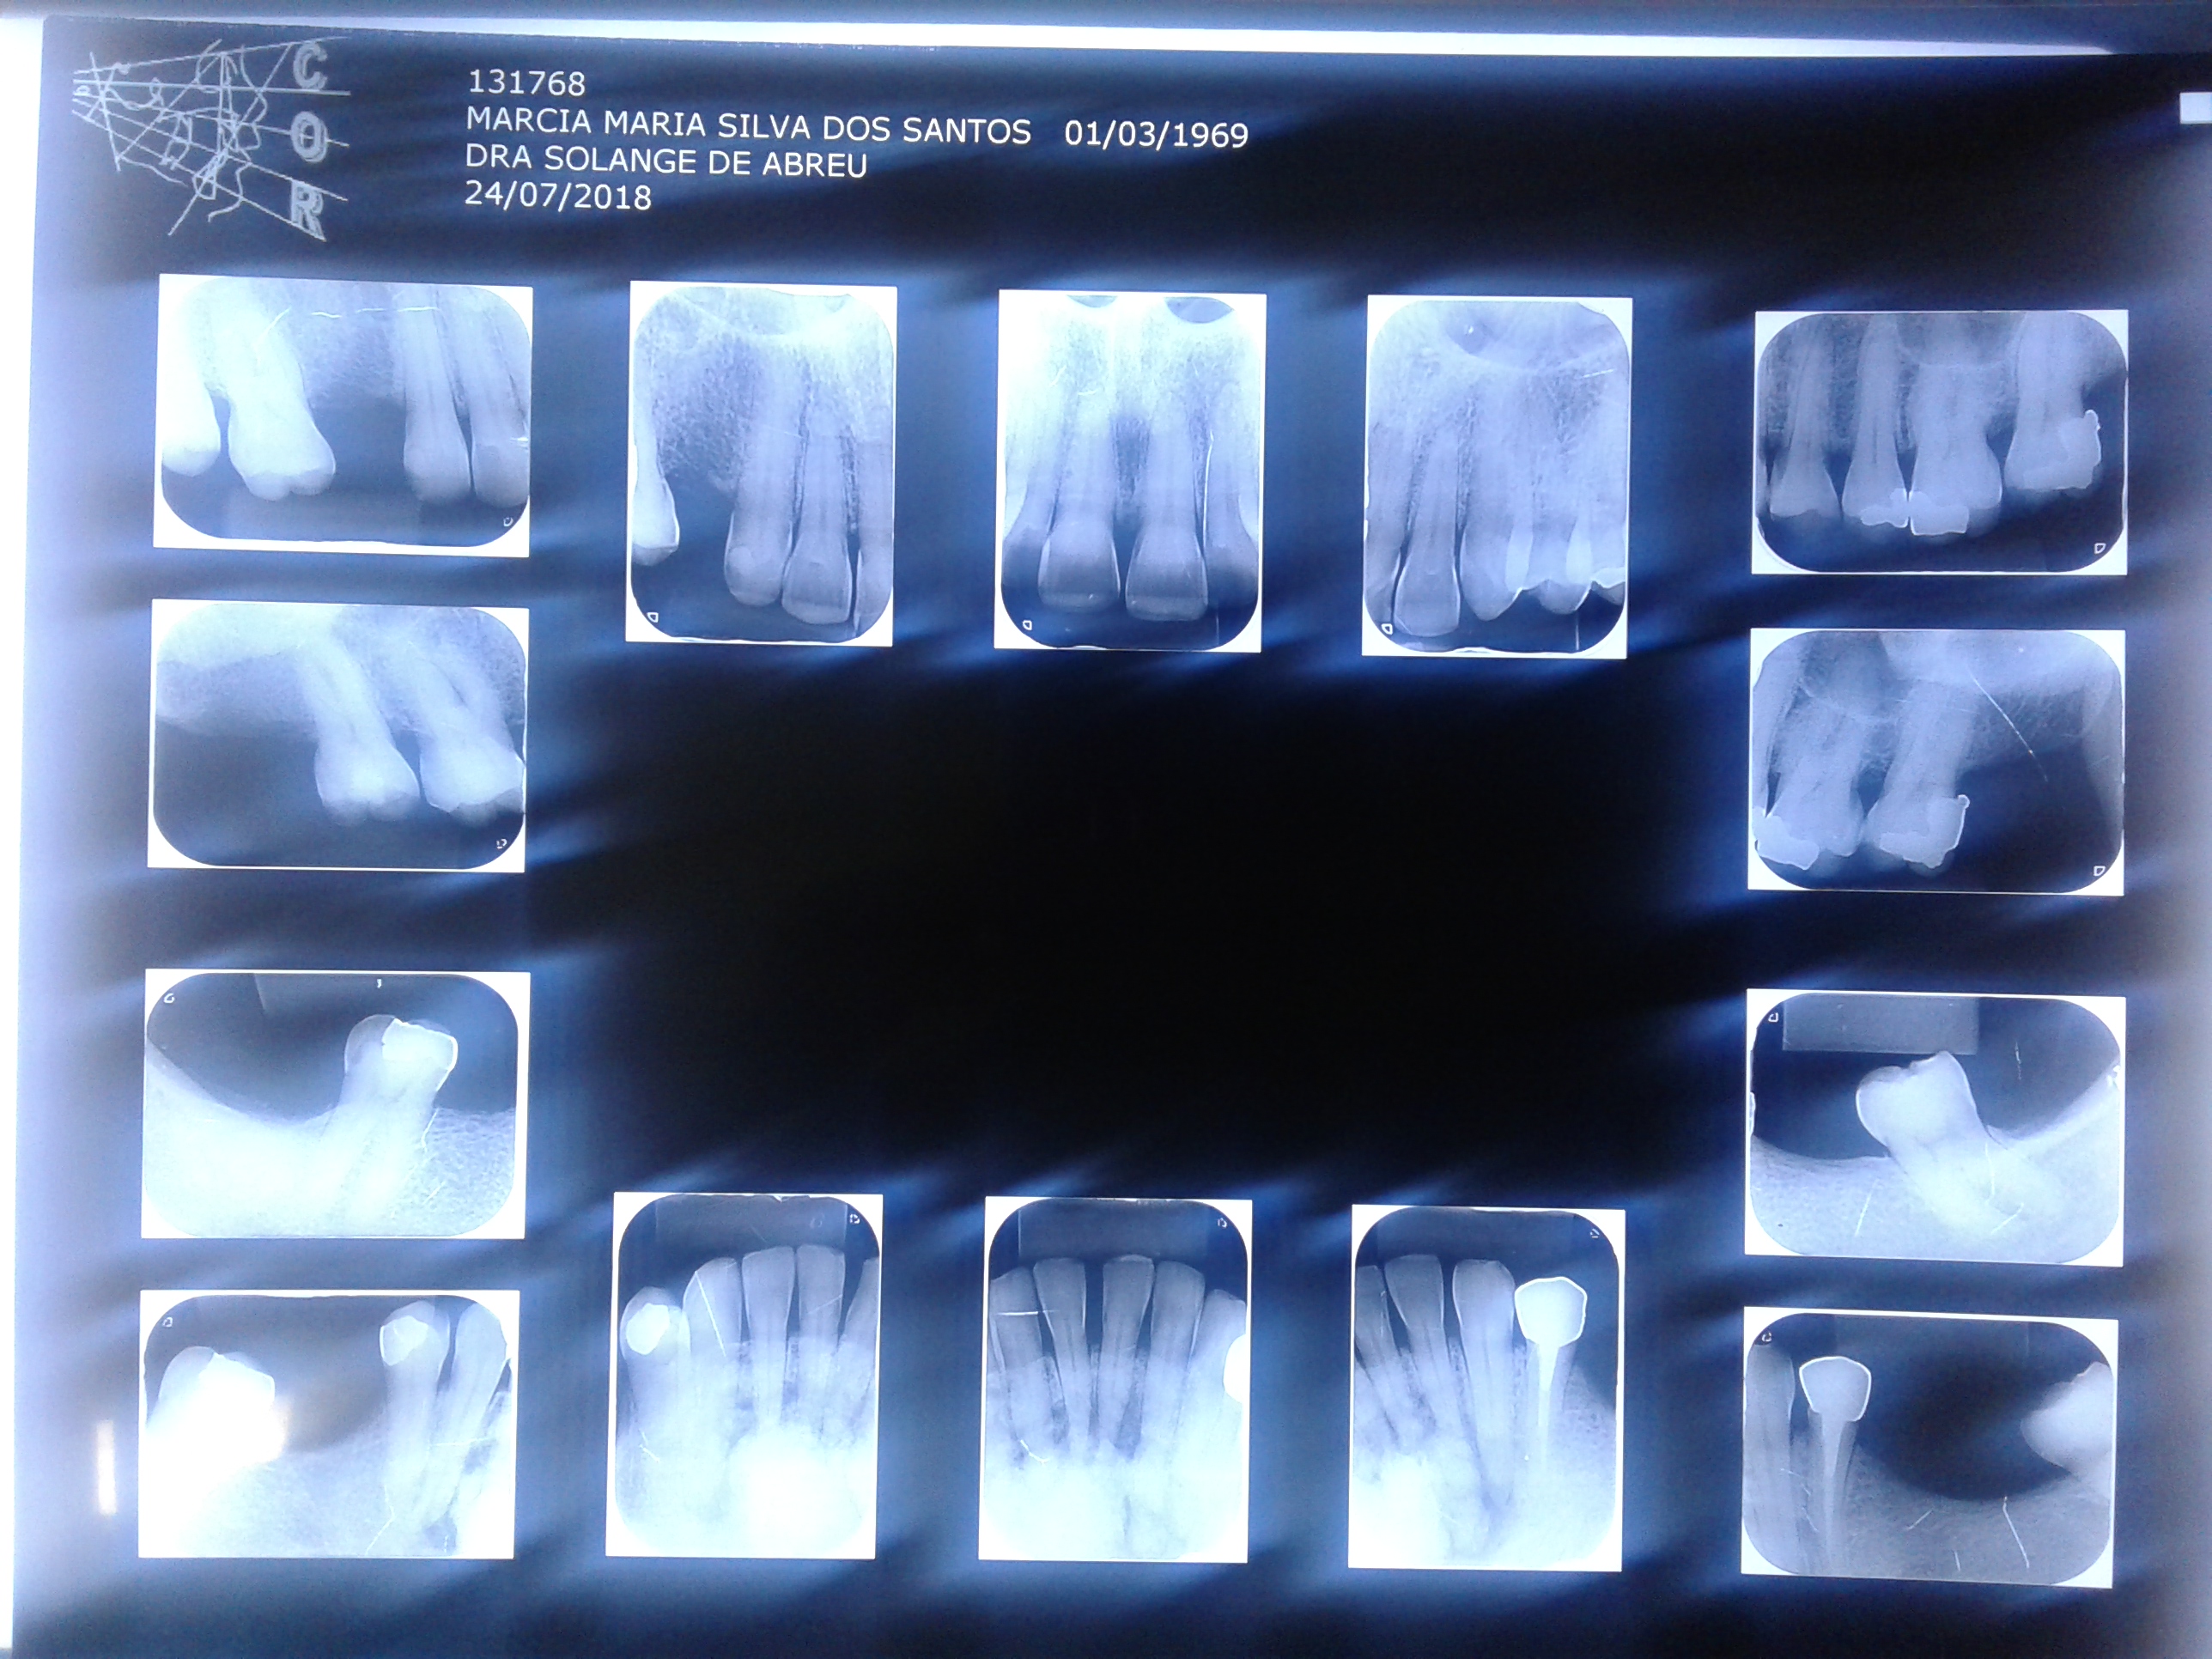 C
O
R
131768
MARCIA MARIA SILVA DOS SANTOS 01/03/1969
DRA SOLANGE DE ABREU
24/07/2018